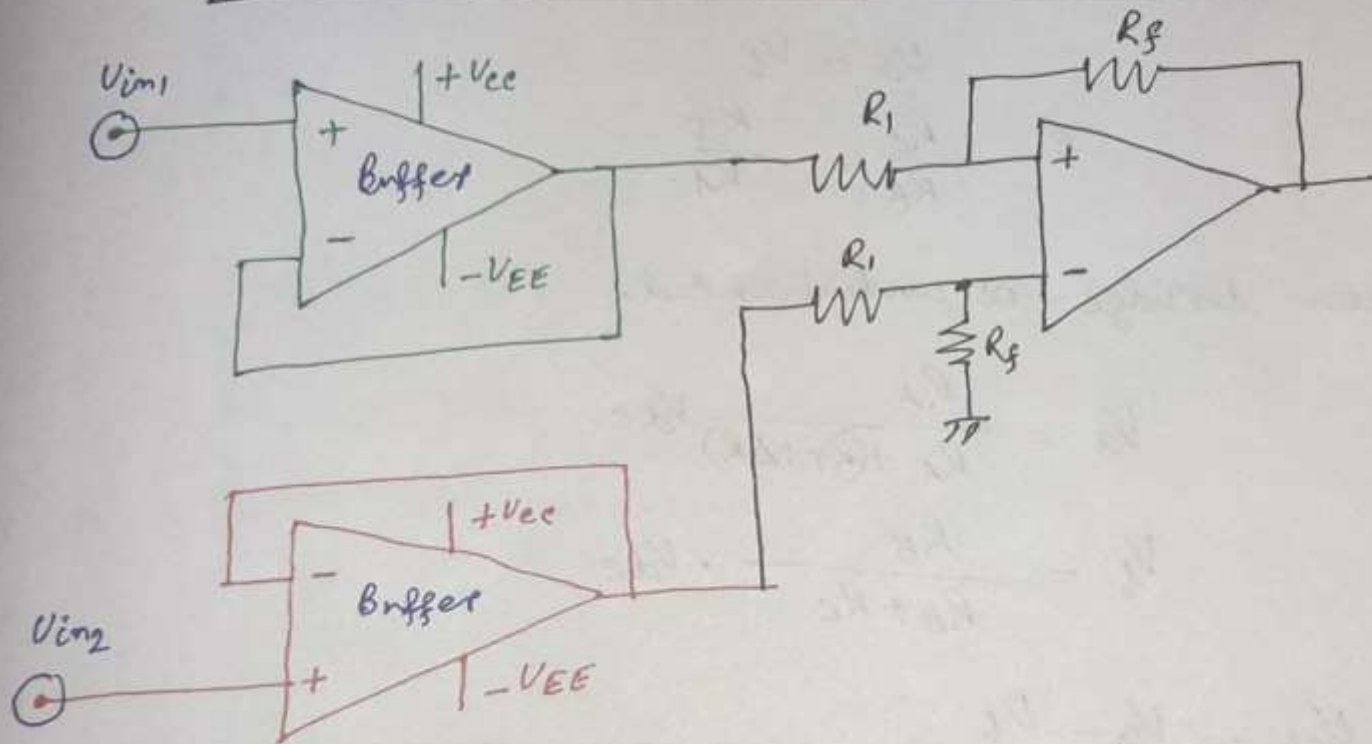 Vin1
+Vcc
+
Buffer
-
-VEE
R1
Rf
+
-
R1
Rf
+Vcc
-
Buffer
+
-VEE
Vin2